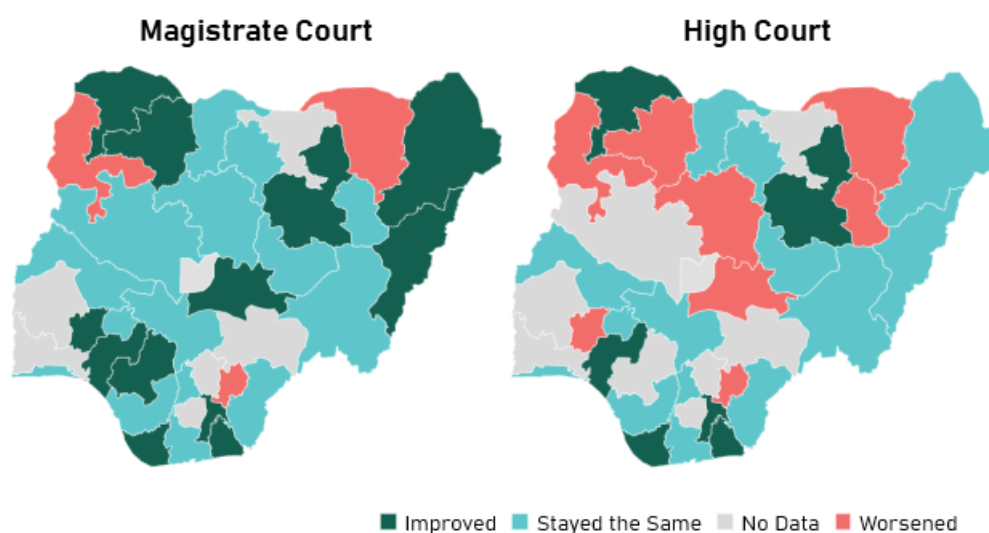 Magistrate Court
High Court
Improved
Stayed the Same
No Data
Worsened